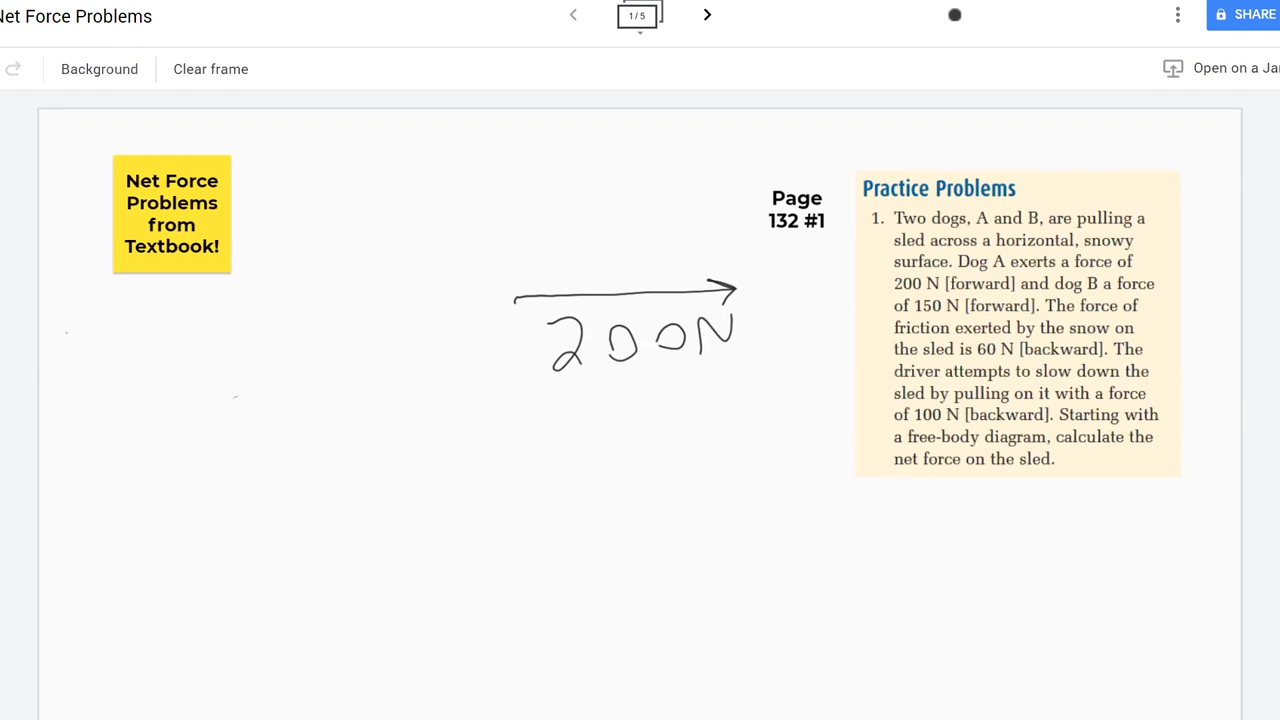 Net Force Problems
1/5
SHARE
Background
Clear frame
Open on a Ja
Net Force
Problems
from
Textbook!
Page
132 #1
200N
Practice Problems
1. Two dogs, A and B, are pulling a
sled across a horizontal, snowy
surface. Dog A exerts a force of
200 N [forward] and dog B a force
of 150 N [forward]. The force of
friction exerted by the snow on
the sled is 60 N [backward]. The
driver attempts to slow down the
sled by pulling on it with a force
of 100 N [backward]. Starting with
a free-body diagram, calculate the
net force on the sled.